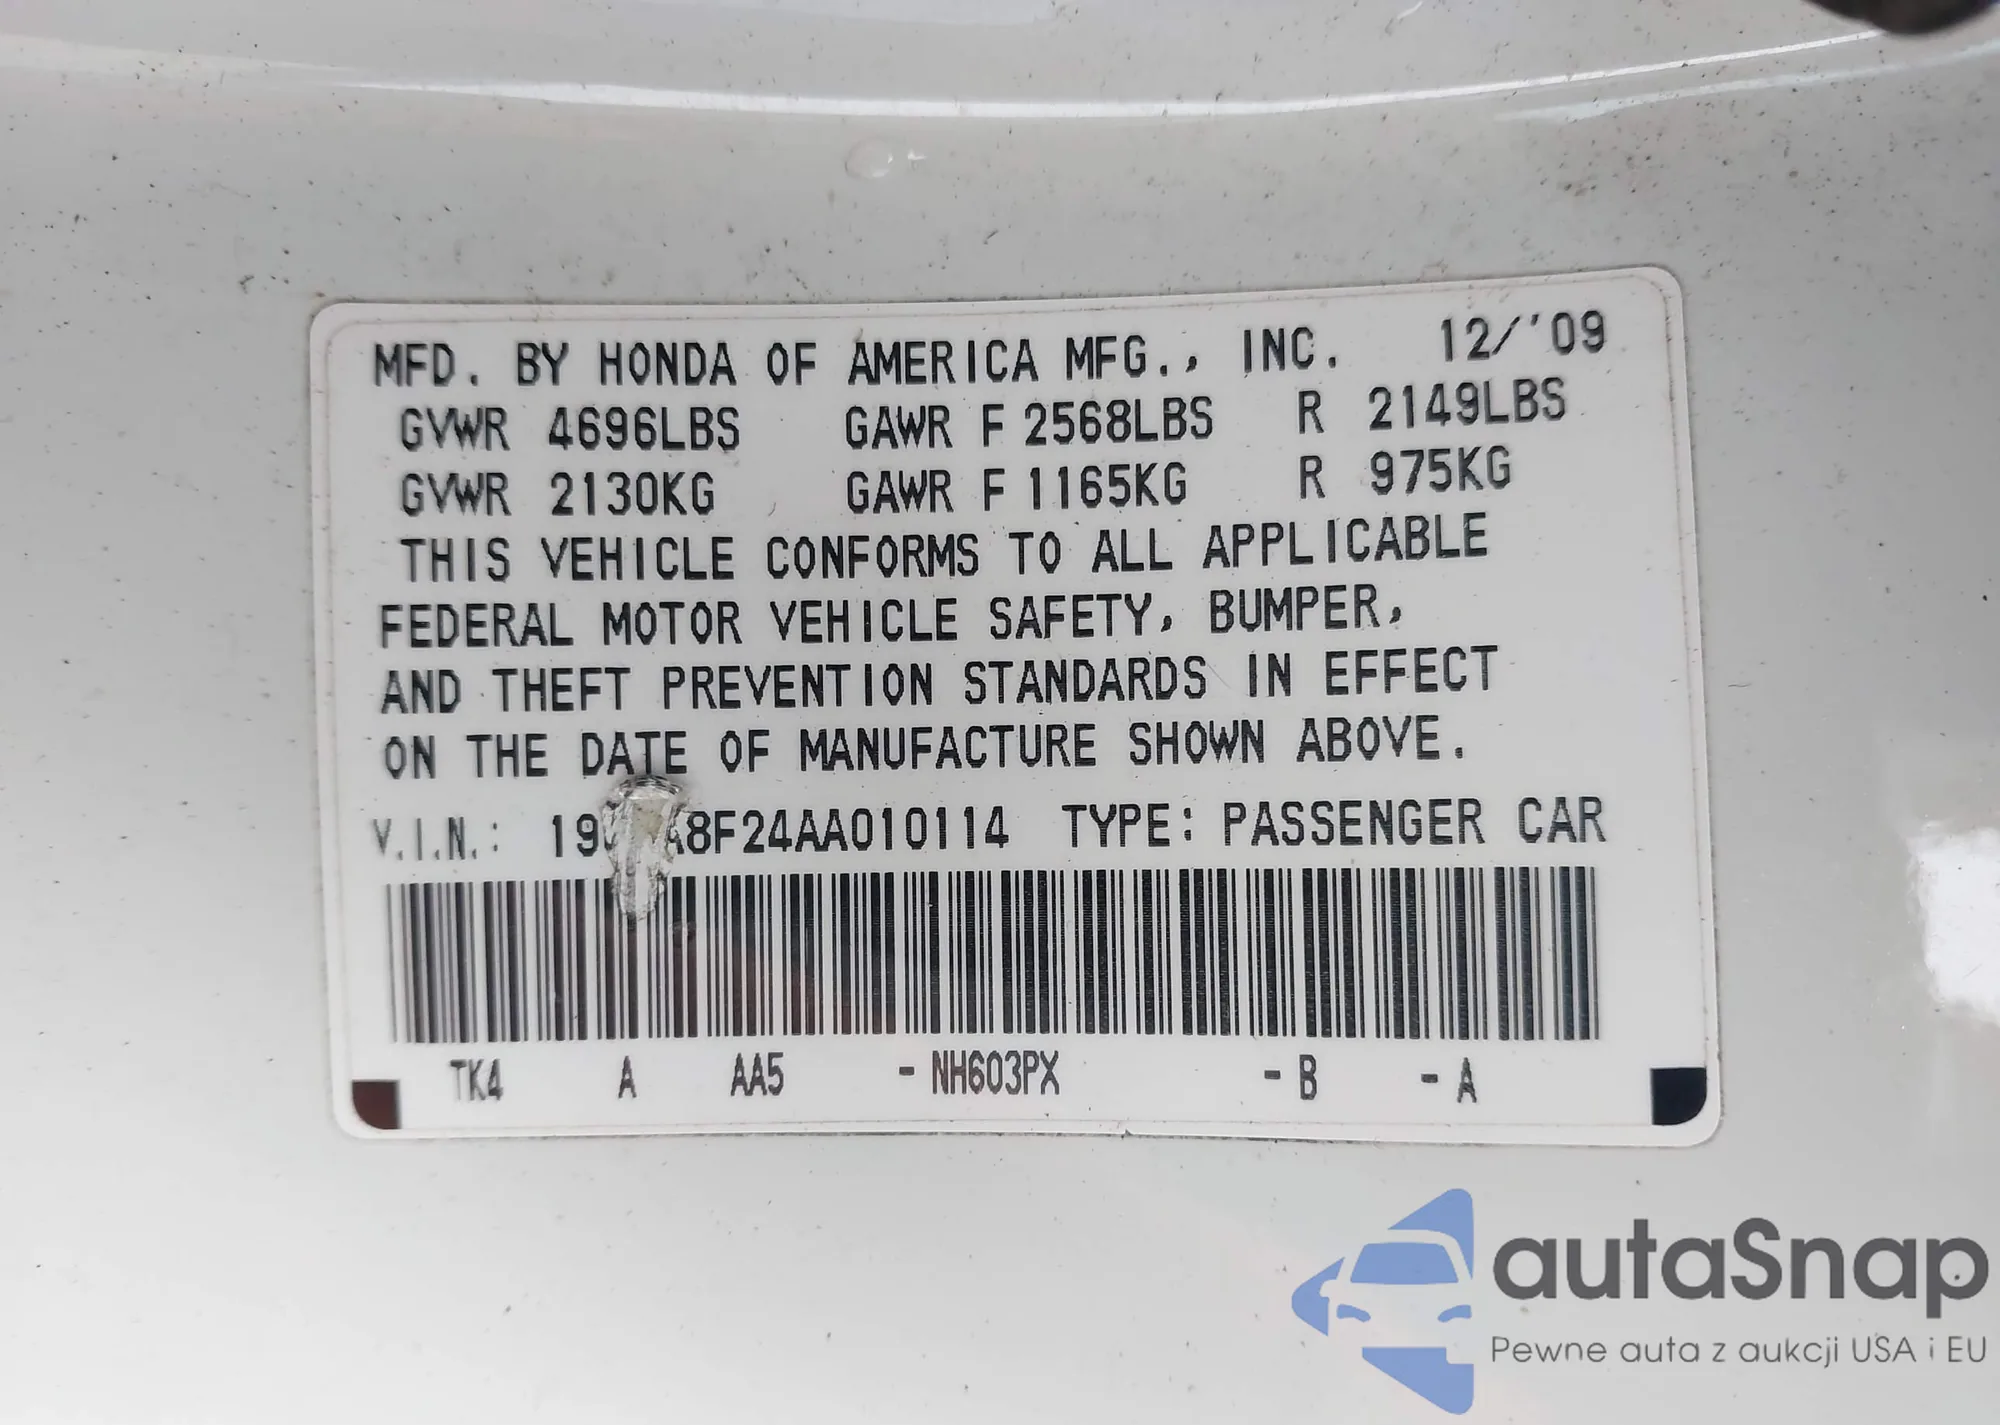 MFD. BY HONDA OF AMERICA MFG., INC. 12/'09
GVWR 4696LBS GAWR F 2568LBS R 2149LBS
GVWR 2130KG GAWR F 1165KG R 975KG
THIS VEHICLE CONFORMS TO ALL APPLICABLE
FEDERAL MOTOR VEHICLE SAFETY, BUMPER,
AND THEFT PREVENTION STANDARDS IN EFFECT
ON THE DATE OF MANUFACTURE SHOWN ABOVE.
V.I.N.: TYPE: PASSENGER CAR
TK4 A AA5 -NH603PX -B -A
autaSnap
Pewne auta z aukcji USA i EU